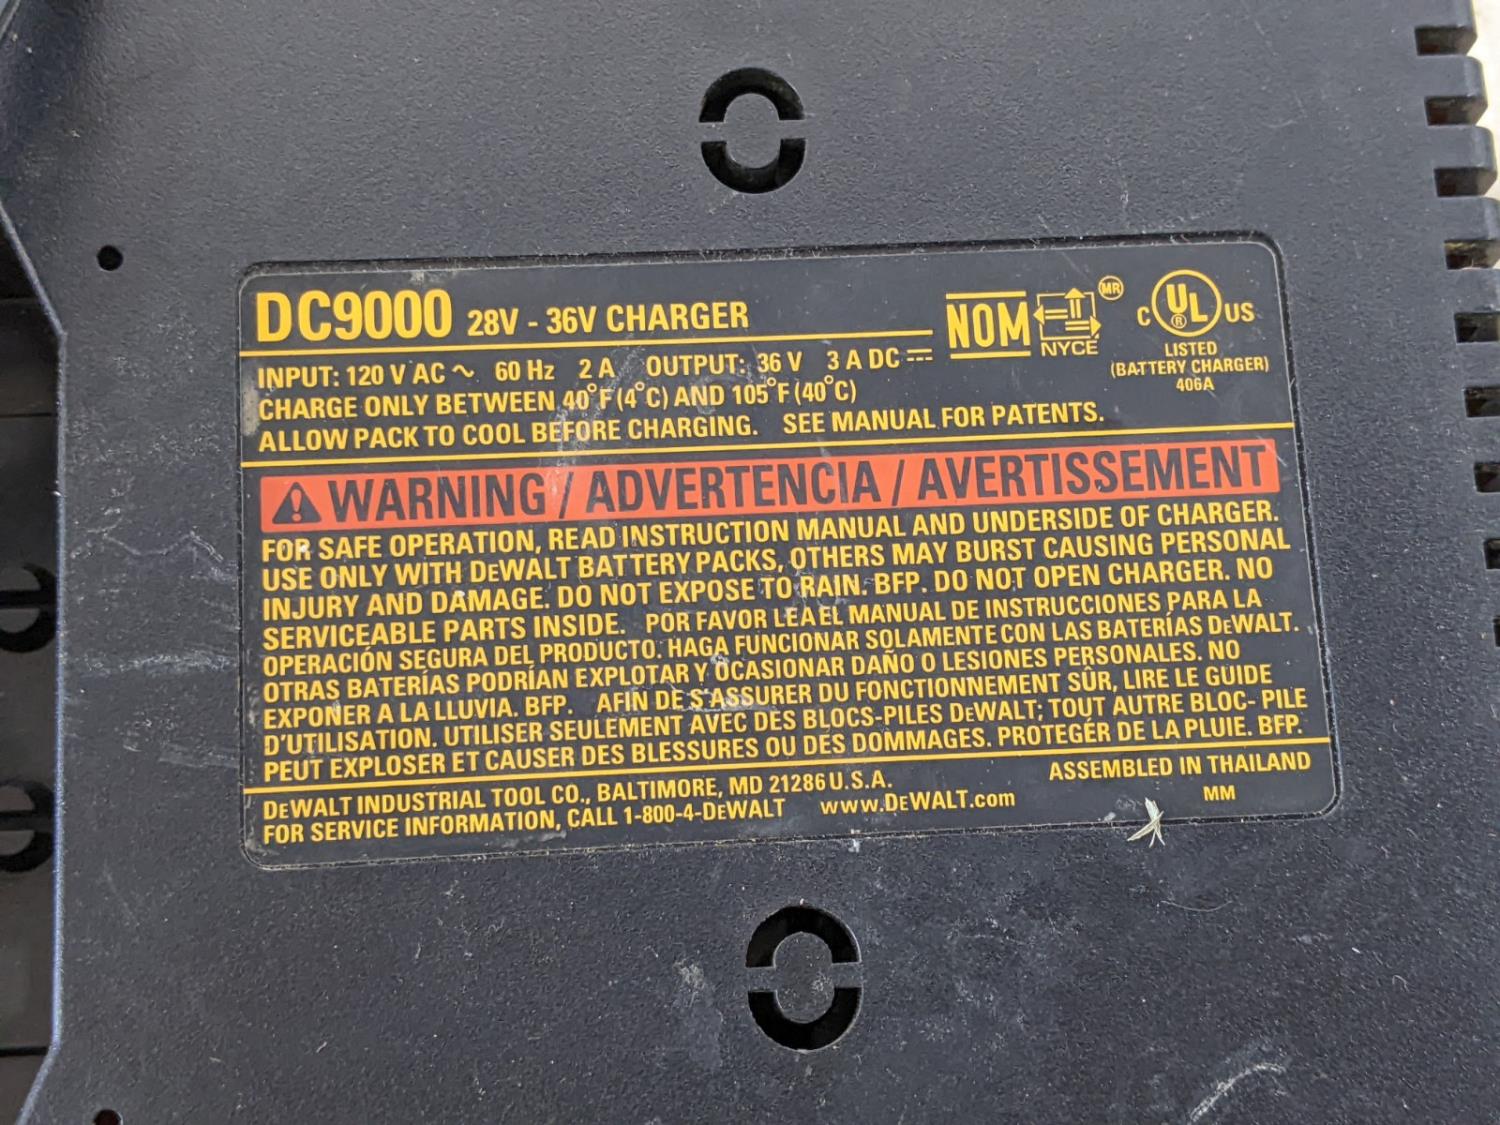 DC9000 28V - 36V CHARGER
INPUT: 120 V AC ~ 60 Hz 2 A OUTPUT: 36 V 3 A DC ⎓
CHARGE ONLY BETWEEN 40°F (4°C) AND 105°F (40°C)
ALLOW PACK TO COOL BEFORE CHARGING. SEE MANUAL FOR PATENTS.
NOM
MR
NYCE
C UL ® US
LISTED
(BATTERY CHARGER)
406A
WARNING / ADVERTENCIA / AVERTISSEMENT
FOR SAFE OPERATION, READ INSTRUCTION MANUAL AND UNDERSIDE OF CHARGER.
USE ONLY WITH DEWALT BATTERY PACKS, OTHERS MAY BURST CAUSING PERSONAL
INJURY AND DAMAGE. DO NOT EXPOSE TO RAIN. BFP. DO NOT OPEN CHARGER. NO
SERVICEABLE PARTS INSIDE. POR FAVOR LEA EL MANUAL DE INSTRUCCIONES PARA LA
OPERACIÓN SEGURA DEL PRODUCTO. HAGA FUNCIONAR SOLAMENTE CON LAS BATERÍAS DEWALT.
OTRAS BATERÍAS PODRÍAN EXPLOTAR Y OCASIONAR DAÑO O LESIONES PERSONALES. NO
EXPONER A LA LLUVIA. BFP. AFIN DE S'ASSURER DU FONCTIONNEMENT SÛR, LIRE LE GUIDE
D'UTILISATION. UTILISER SEULEMENT AVEC DES BLOCS-PILES DEWALT; TOUT AUTRE BLOC- PILE
PEUT EXPLOSER ET CAUSER DES BLESSURES OU DES DOMMAGES. PROTEGÉR DE LA PLUIE. BFP.
DEWALT INDUSTRIAL TOOL CO., BALTIMORE, MD 21286 U.S.A.
FOR SERVICE INFORMATION, CALL 1-800-4-DEWALT www.DEWALT.com
ASSEMBLED IN THAILAND
MM